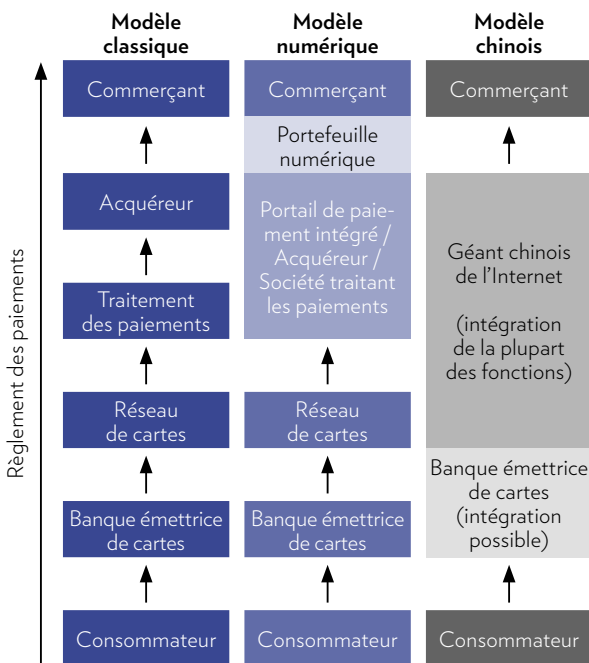 Modèle
classique
Modèle
numérique
Modèle
chinois
Règlement des paiements
Commerçant
Acquéreur
Traitement
des paiements
Réseau
de cartes
Banque émettrice
de cartes
Consommateur
Commerçant
Portefeuille
numérique
Portail de paie-
ment intégré /
Acquéreur /
Société traitant
les paiements
Réseau
de cartes
Banque émettrice
de cartes
Consommateur
Commerçant
Géant chinois
de l’Internet
(intégration
de la plupart
des fonctions)
Banque émettrice
de cartes
(intégration
possible)
Consommateur